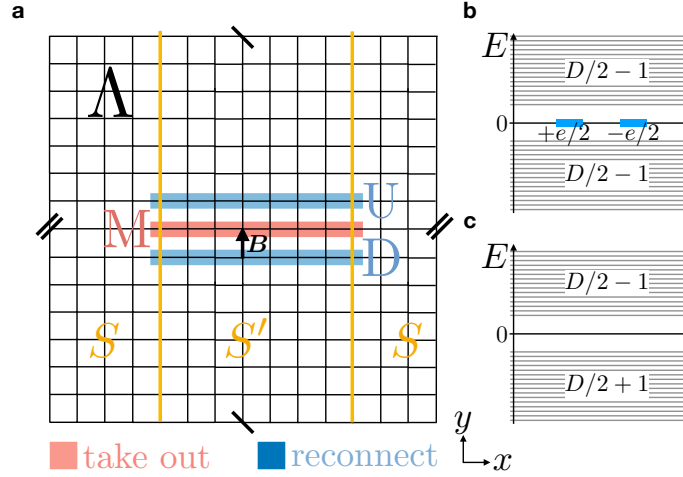 a
Λ
U
M
B
D
S
S′
S
take out
reconnect
y
x
b
E
D/2 − 1
0
+e/2
−e/2
D/2 − 1
c
E
D/2 − 1
0
D/2 + 1